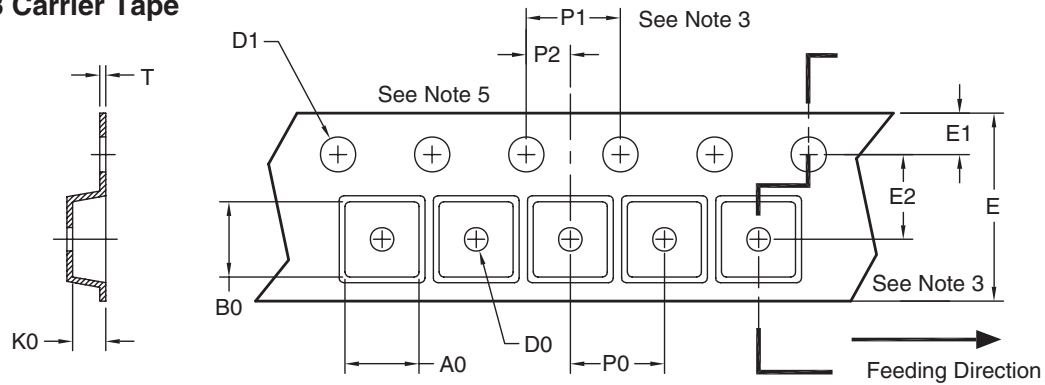 Carrier Tape
P1
See Note 3
D1
P2
T
See Note 5
E1
E2
E
B0
See Note 3
K0
A0
D0
P0
Feeding Direction